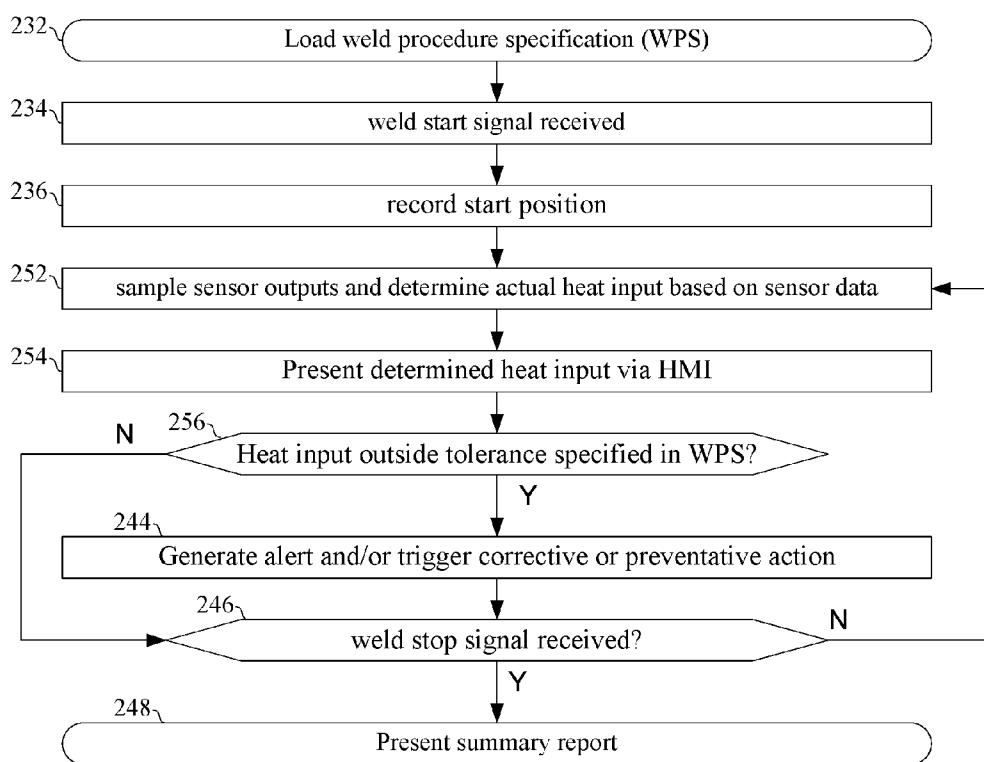 232
Load weld procedure specification (WPS)
234
weld start signal received
236
record start position
252
sample sensor outputs and determine actual heat input based on sensor data
254
Present determined heat input via HMI
256
N
Heat input outside tolerance specified in WPS?
Y
244
Generate alert and/or trigger corrective or preventative action
246
weld stop signal received?
N
Y
248
Present summary report